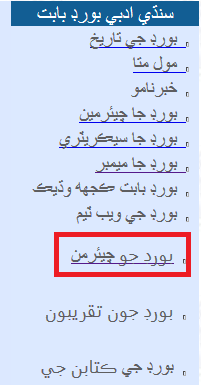 سنڌي ادبي بورڊ بابت
بورڊ جي تاريخ
مول متا
خبرنامو
بورڊ جا چيئرمين
بورڊ جا سيڪريٽري
بورڊ جا ميمبر
بورڊ بابت ڪجهه وڌيڪ
بورڊ جي ويب ٽيم
بورڊ جو چيئرمن
بورڊ جون تقريبون
بورڊ جي ڪتابن جي